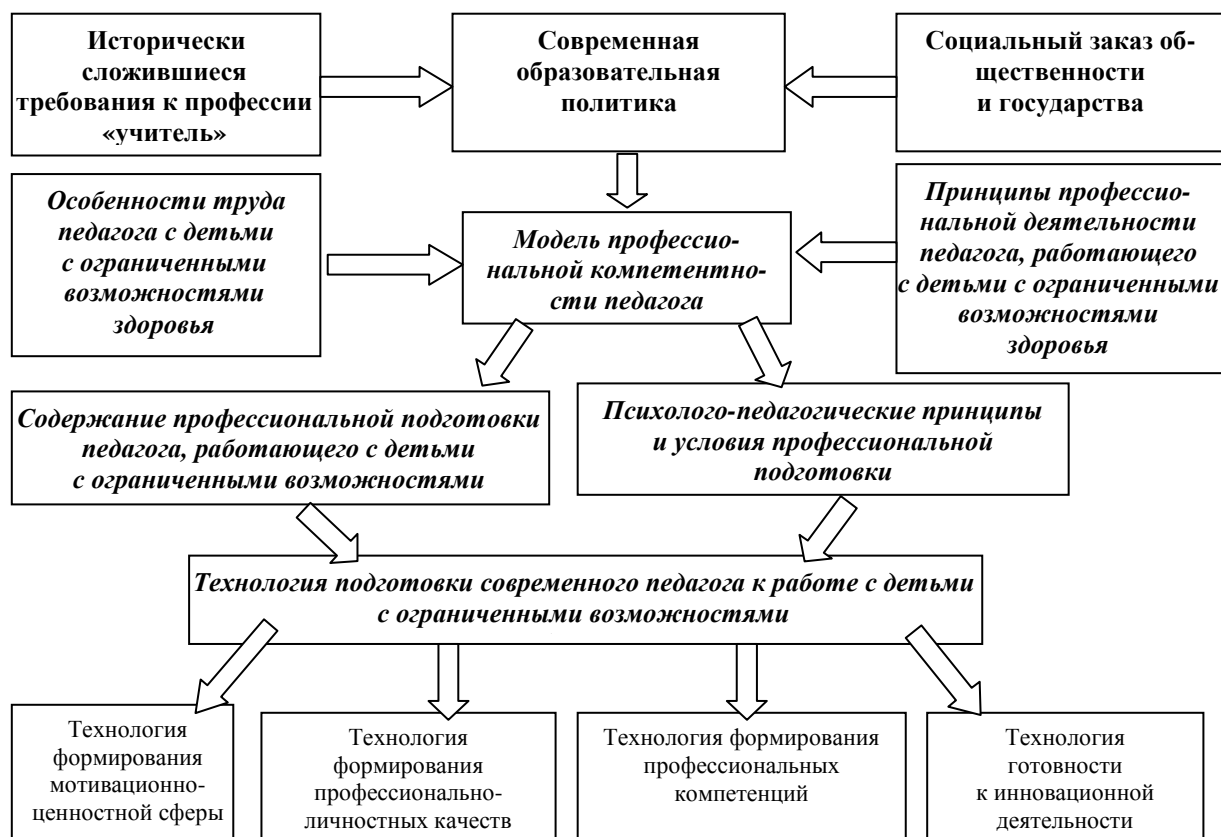 Исторически
сложившиеся
требования к профессии
«учитель»
Современная
образовательная
политика
Социальный заказ об-
щественности
и государства
Особенности труда
педагога с детьми
с ограниченными
возможностями
здоровья
Модель профессио-
нальной компетентно-
сти педагога
Принципы профессио-
нальной деятельности
педагога, работающего
с детьми с ограниченными
возможностями
здоровья
Содержание профессиональной подготовки
педагога, работающего с детьми
с ограниченными возможностями
Психолого-педагогические принципы
и условия профессиональной
подготовки
Технология подготовки современного педагога к работе с детьми
с ограниченными возможностями
Технология
формирования
мотивационно-
ценностной сферы
Технология
формирования
профессионально-
личностных качеств
Технология формирования
профессиональных
компетенций
Технология
готовности
к инновационной
деятельности